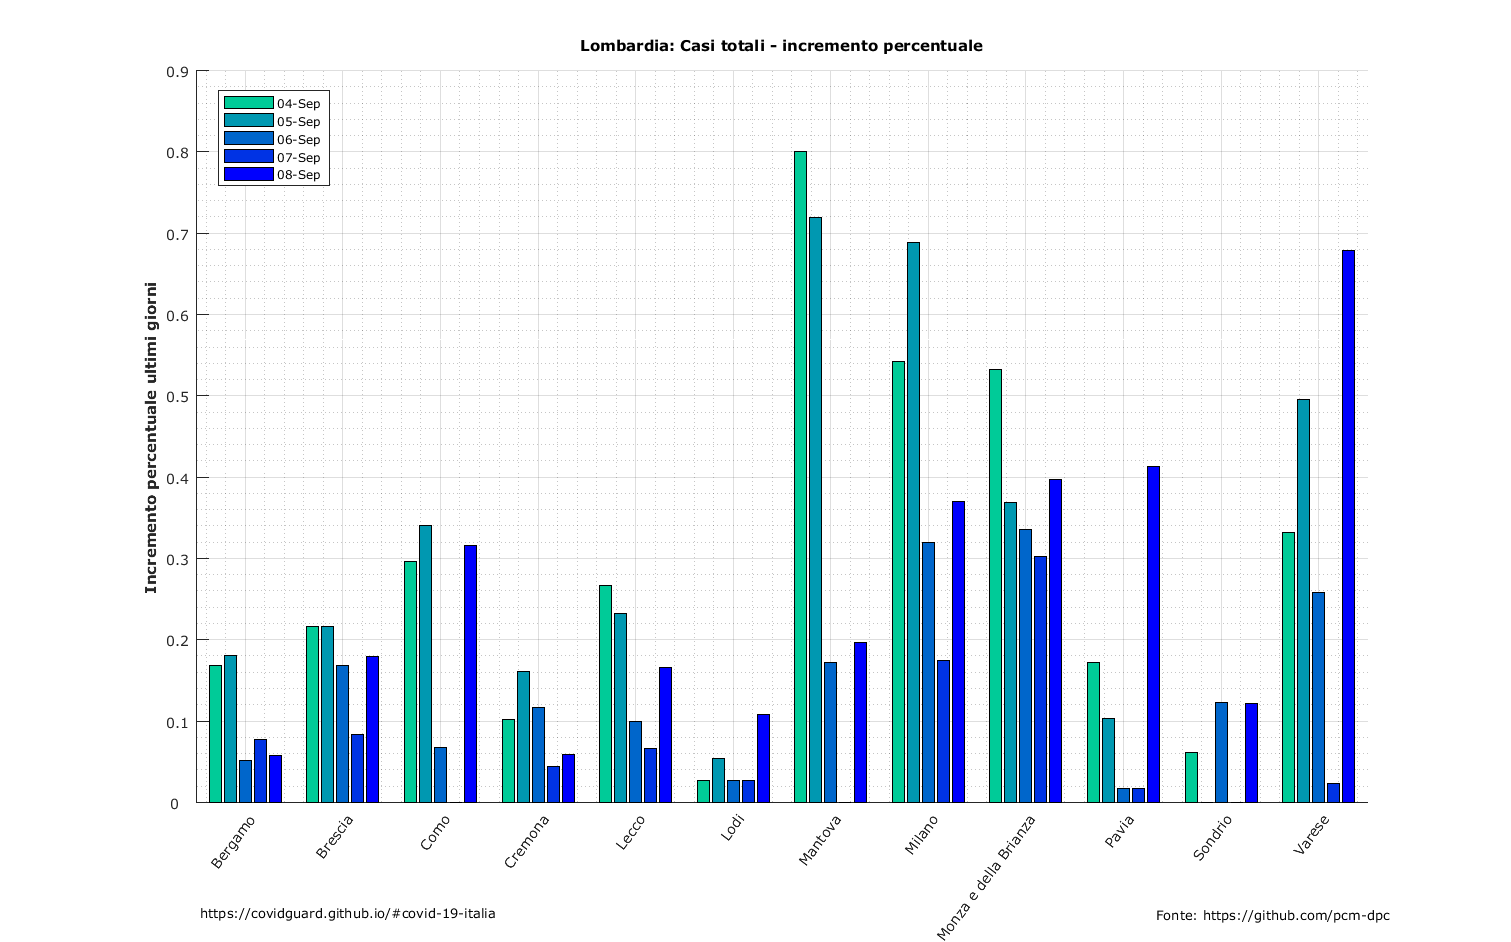 Lombardia: Casi totali - incremento percentuale
0.9
0.8
0.7
0.6
0.5
0.4
0.3
0.2
0.1
0
Incremento percentuale ultimi giorni
04-Sep
05-Sep
06-Sep
07-Sep
08-Sep
Bergamo
Brescia
Como
Cremona
Lecco
Lodi
Mantova
Milano
Monza e della Brianza
Pavia
Sondrio
Varese
https://covidguard.github.io/#covid-19-italia
Fonte: https://github.com/pcm-dpc